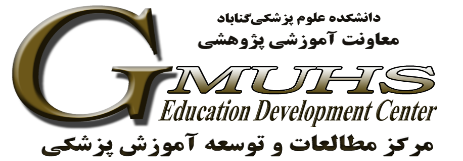 دانشکده علوم پزشکی گناباد
معاونت آموزشی پژوهشی
GMUHS
Education Development Center
مرکز مطالعات و توسعه آموزش پزشکی